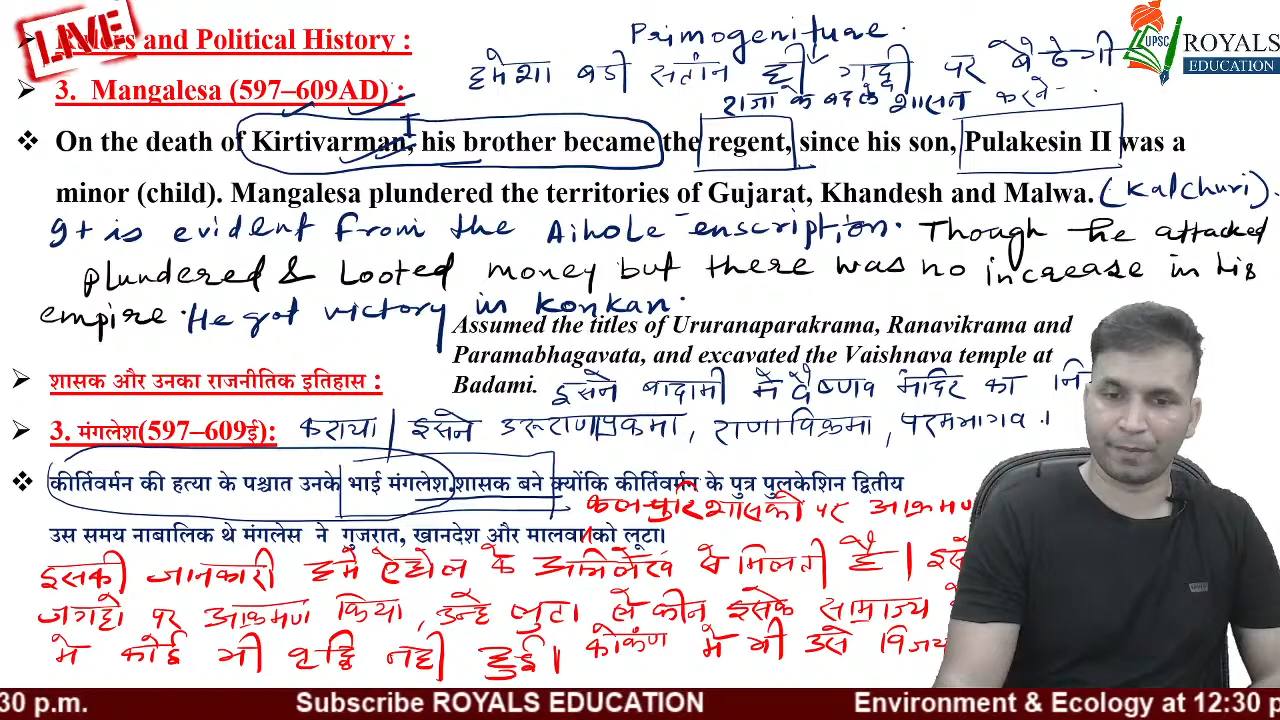 LIVE
Rulers and Political History :
Primogeniture.
हमेशा बडी संतान ही गद्दी पर बैठेगी
UPSC ROYALS
EDUCATION
3. Mangalesa (597–609AD) :
राजा के बदले शासन करने
On the death of Kirtivarman I, his brother became the regent, since his son, Pulakesin II was a
minor (child). Mangalesa plundered the territories of Gujarat, Khandesh and Malwa. (Kalchuri).
It is evident from the Aihole enscription. Though he attacked
plundered & looted money but there was no increase in his
empire. He got victory in Konkan.
Assumed the titles of Ururanaparakrama, Ranavikrama and
Paramabhagavata, and excavated the Vaishnava temple at
Badami. इसने बादामी मे वैष्णव मंदिर का
शासक और उनका राजनीतिक इतिहास :
3. मंगलेश(597–609ई): कराया | इसने राणाविक्रमा, परमभागव
कीर्तिवर्मन की हत्या के पश्चात उनके भाई मंगलेश शासक बने क्योंकि कीर्तिवर्मन के पुत्र पुलकेशिन द्वितीय
कलचुरि शासकों पर आक्रमण
उस समय नाबालिक थे मंगलेस ने गुजरात, खानदेश और मालवा को लूटा।
इसकी जानकारी हमे ऐहोल के अभिलेख से मिलती है।
जगहो पर आक्रमण किया, उन्हे लुटा लेकीन इसके साम्राज्य
मे कोई भी वृद्धि नही हुई। कोंकण मे भी उसे विजय
30 p.m. Subscribe ROYALS EDUCATION Environment & Ecology at 12:30 p